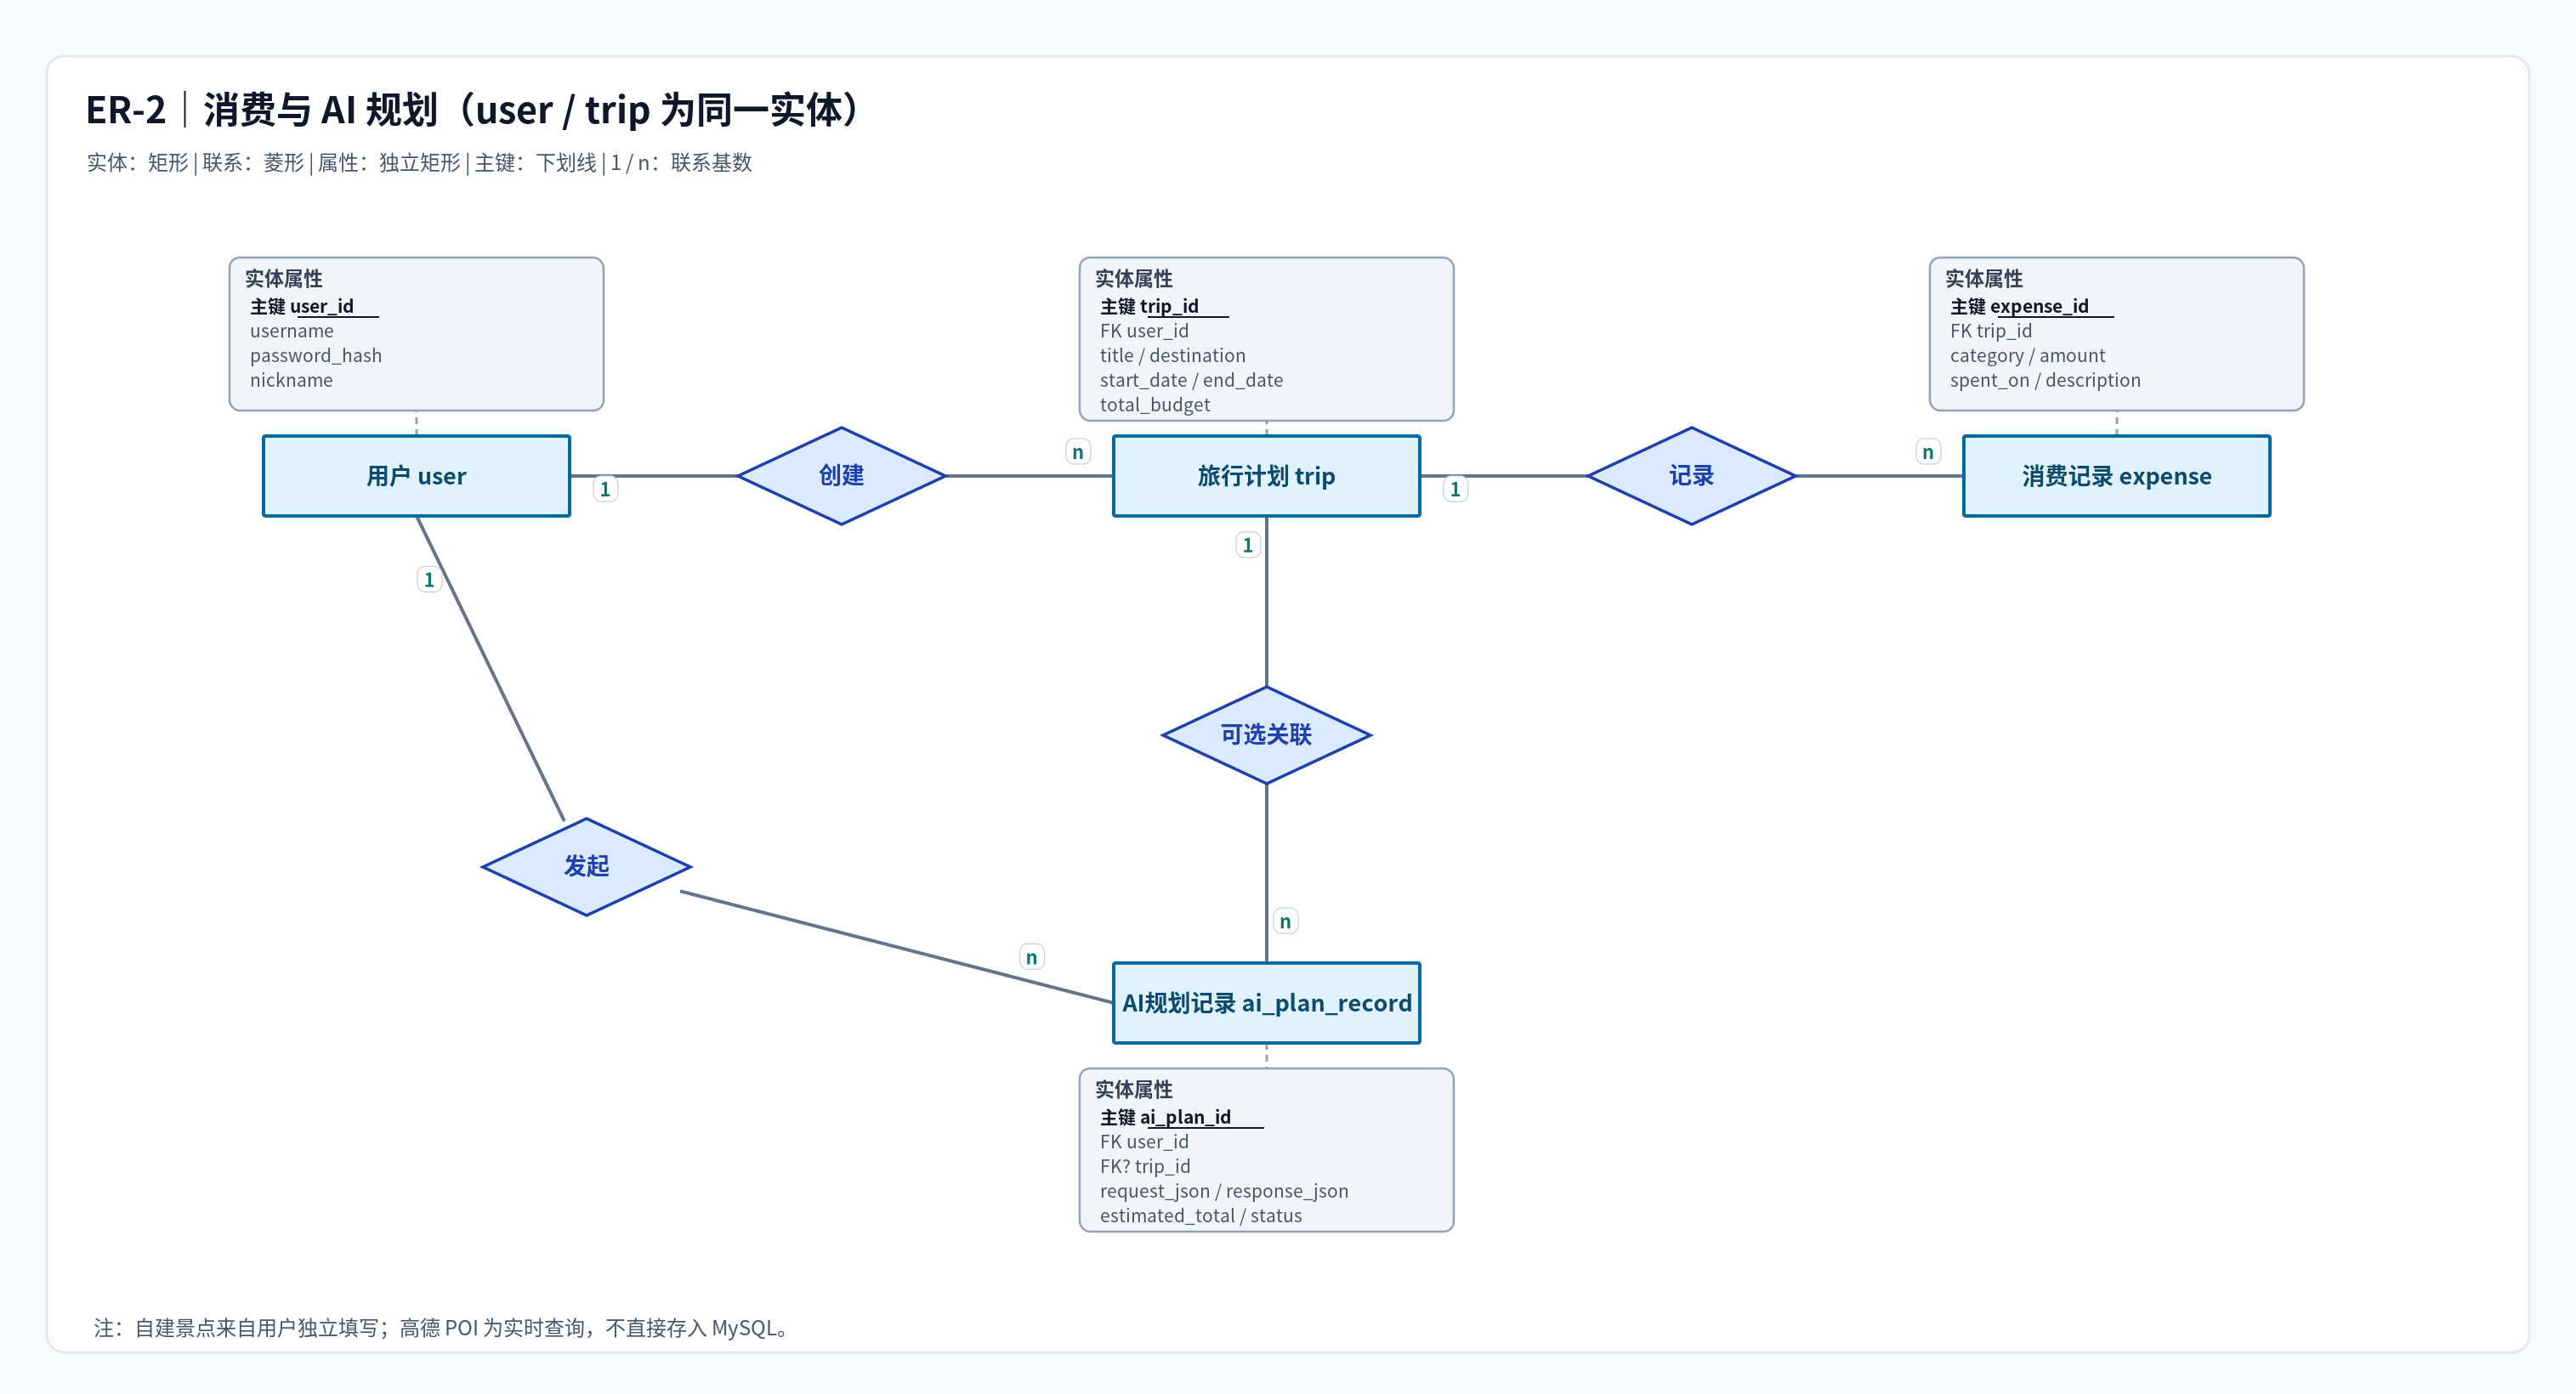 ER-2｜消费与 AI 规划（user / trip 为同一实体）
实体：矩形 | 联系：菱形 | 属性：独立矩形 | 主键：下划线 | 1 / n：联系基数
实体属性
主键 user_id
username
password_hash
nickname
实体属性
主键 trip_id
FK user_id
title / destination
start_date / end_date
total_budget
实体属性
主键 expense_id
FK trip_id
category / amount
spent_on / description
用户 user
1
创建
n
旅行计划 trip
1
记录
n
消费记录 expense
1
1
可选关联
发起
n
n
AI规划记录 ai_plan_record
实体属性
主键 ai_plan_id
FK user_id
FK? trip_id
request_json / response_json
estimated_total / status
注：自建景点来自用户独立填写；高德 POI 为实时查询，不直接存入 MySQL。